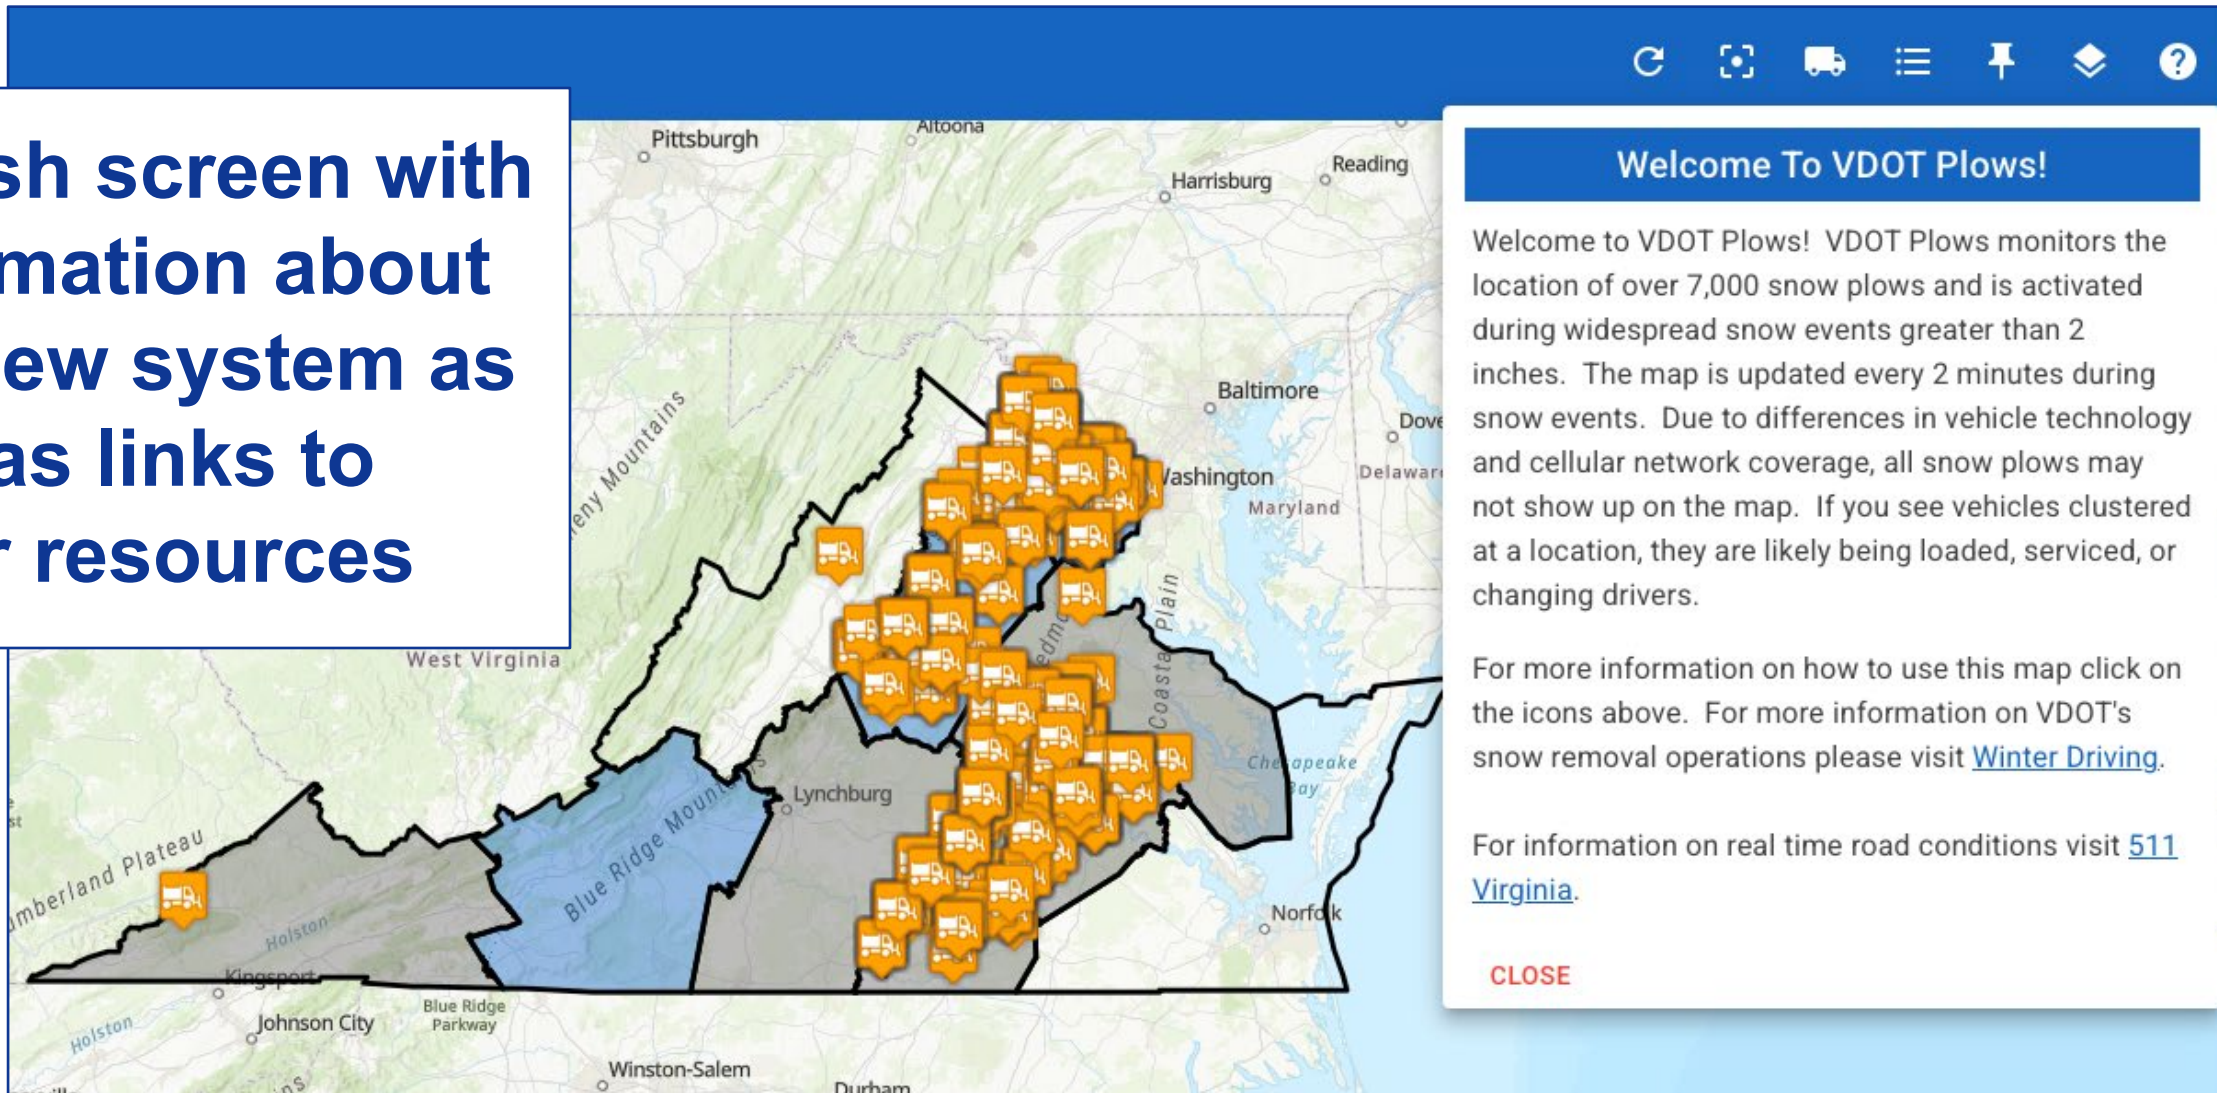 sh screen with
mation about
ew system as
as links to
r resources
Welcome To VDOT Plows!
Welcome to VDOT Plows! VDOT Plows monitors the
location of over 7,000 snow plows and is activated
during widespread snow events greater than 2
inches. The map is updated every 2 minutes during
snow events. Due to differences in vehicle technology
and cellular network coverage, all snow plows may
not show up on the map. If you see vehicles clustered
at a location, they are likely being loaded, serviced, or
changing drivers.
For more information on how to use this map click on
the icons above. For more information on VDOT's
snow removal operations please visit Winter Driving.
For information on real time road conditions visit 511
Virginia.
CLOSE
Pittsburgh
Altoona
Harrisburg
Reading
Baltimore
Dove
Washington
Delaware
Maryland
eny Mountains
West Virginia
edmo
Coastal Plain
Chesapeake
Bay
Lynchburg
Blue Ridge Mountains
umberland Plateau
Holston
Norfolk
Kingsport
Johnson City
Blue Ridge
Parkway
Holston
Winston-Salem
Durham